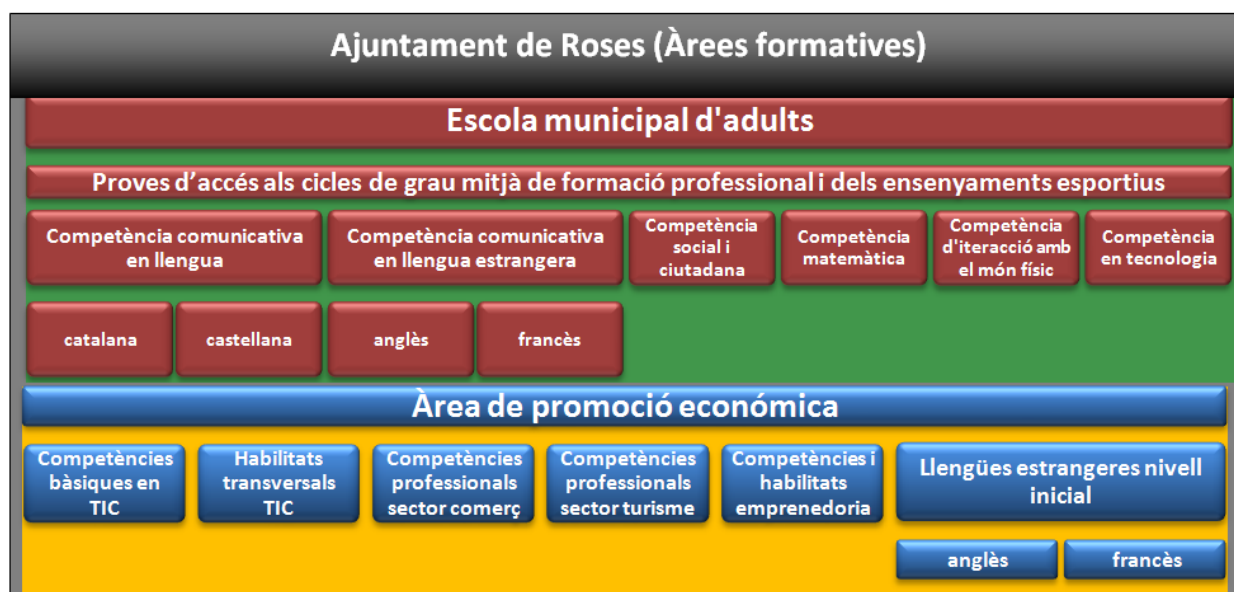 Ajuntament de Roses (Àrees formatives)
Escola municipal d'adults
Proves d’accés als cicles de grau mitjà de formació professional i dels ensenyaments esportius
Competència comunicativa
en llengua
Competència comunicativa
en llengua estrangera
Competència
social i
ciutadana
Competència
matemàtica
Competència
d'iteracció amb
el món físic
Competència
en tecnologia
catalana
castellana
anglès
francès
Àrea de promoció económica
Competències
bàsiques en
TIC
Habilitats
transversals
TIC
Competències
professionals
sector comerç
Competències
professionals
sector turisme
Competències i
habilitats
emprenedoria
Llengües estrangeres nivell
inicial
anglès
francès